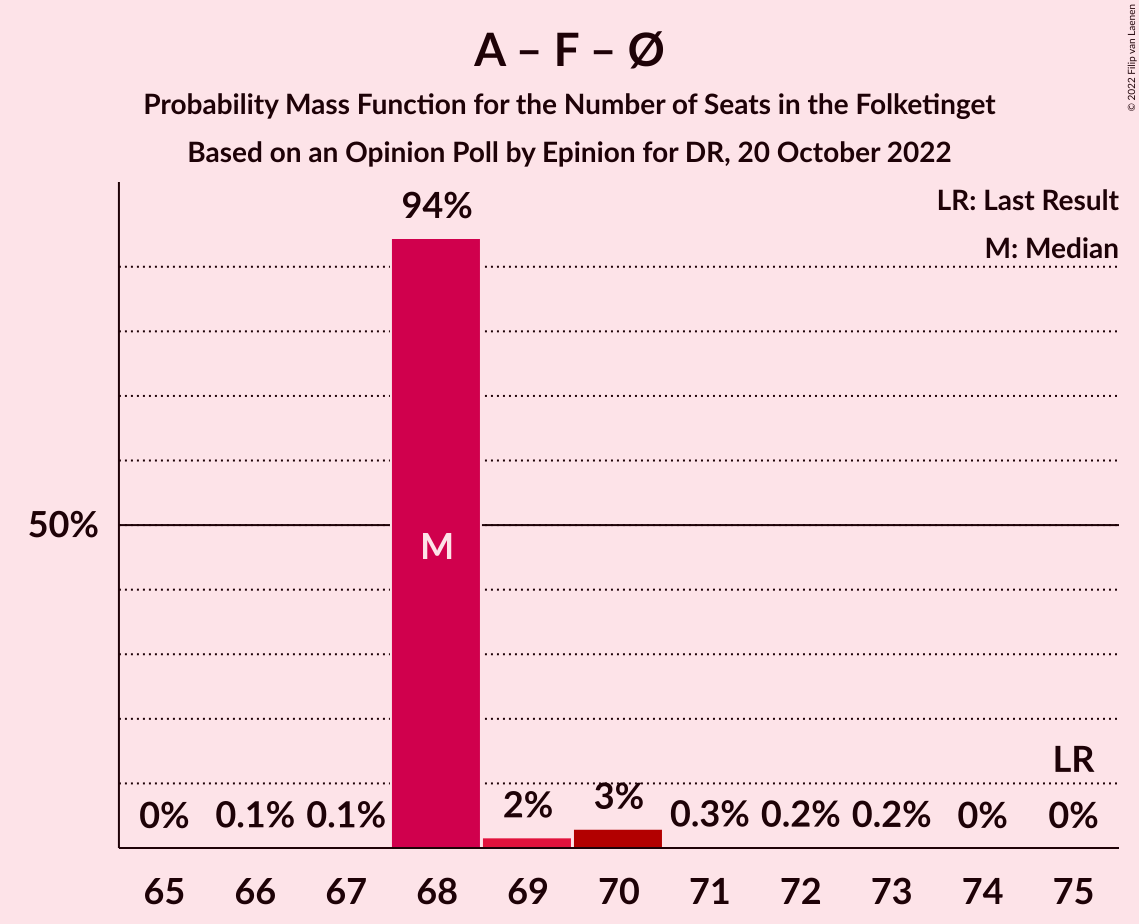 A – F – Ø
Probability Mass Function for the Number of Seats in the Folketinget
Based on an Opinion Poll by Epinion for DR, 20 October 2022
© 2022 Filip van Laenen
LR: Last Result
M: Median
94%
50%
M
LR
0% 0.1% 0.1% 2% 3% 0.3% 0.2% 0.2% 0% 0%
65 66 67 68 69 70 71 72 73 74 75